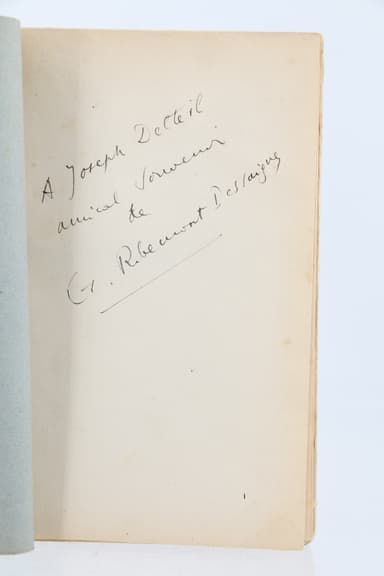 A Joseph Delteil
amical souvenir
de
G. Ribemont Dessaignes